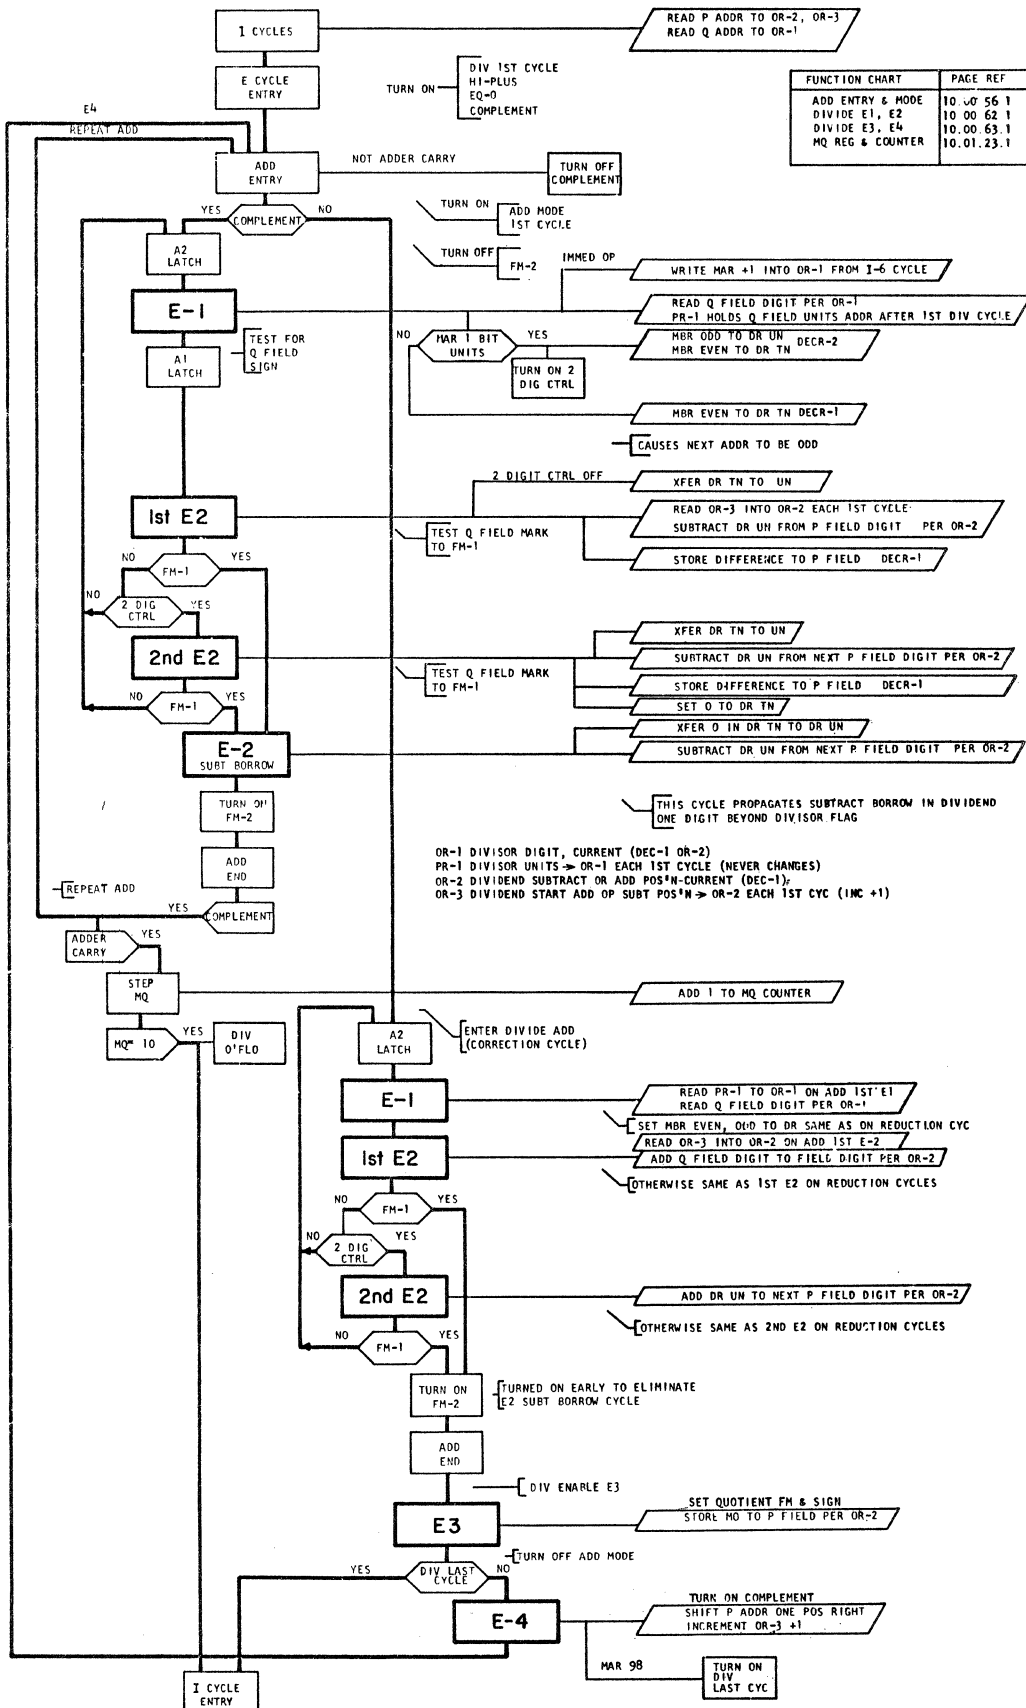 I CYCLES
READ P ADDR TO OR-2, OR-3
READ Q ADDR TO OR-1
E CYCLE
ENTRY
TURN ON
DIV 1ST CYCLE
HI-PLUS
EQ-0
COMPLEMENT
FUNCTION CHART PAGE REF
ADD ENTRY & MODE 10.00 56 1
DIVIDE E1, E2 10 00 62 1
DIVIDE E3, E4 10.00.63.1
MQ REG & COUNTER 10.01.23.1
E4
REPEAT ADD
ADD
ENTRY
NOT ADDER CARRY
TURN OFF
COMPLEMENT
YES
COMPLEMENT
NO
TURN ON
ADD MODE
1ST CYCLE
A2
LATCH
TURN OFF
FM-2
IMMED OP
WRITE MAR +1 INTO OR-1 FROM I-6 CYCLE
E-1
READ Q FIELD DIGIT PER OR-1
PR-1 HOLDS Q FIELD UNITS ADDR AFTER 1ST DIV CYCLE
TEST FOR
Q FIELD
SIGN
NO
MAR 1 BIT
UNITS
YES
MBR ODD TO DR UN
MBR EVEN TO DR TN
DECR-2
A1
LATCH
TURN ON 2
DIG CTRL
MBR EVEN TO DR TN DECR-1
CAUSES NEXT ADDR TO BE ODD
2 DIGIT CTRL OFF
XFER DR TN TO UN
1st E2
READ OR-3 INTO OR-2 EACH 1ST CYCLE
SUBTRACT DR UN FROM P FIELD DIGIT PER OR-2
TEST Q FIELD MARK
TO FM-1
STORE DIFFERENCE TO P FIELD DECR-1
NO
FM-1
YES
NO
2 DIG
CTRL
YES
XFER DR TN TO UN
2nd E2
SUBTRACT DR UN FROM NEXT P FIELD DIGIT PER OR-2
TEST Q FIELD MARK
TO FM-1
STORE DIFFERENCE TO P FIELD DECR-1
NO
FM-1
YES
SET 0 TO DR TN
XFER 0 IN DR TN TO DR UN
E-2
SUBT BORROW
SUBTRACT DR UN FROM NEXT P FIELD DIGIT PER OR-2
TURN ON
FM-2
THIS CYCLE PROPAGATES SUBTRACT BORROW IN DIVIDEND
ONE DIGIT BEYOND DIVISOR FLAG
ADD
END
OR-1 DIVISOR DIGIT, CURRENT (DEC-1 OR-2)
PR-1 DIVISOR UNITS → OR-1 EACH 1ST CYCLE (NEVER CHANGES)
OR-2 DIVIDEND SUBTRACT OR ADD POS'N-CURRENT (DEC-1),
OR-3 DIVIDEND START ADD OP SUBT POS'N → OR-2 EACH 1ST CYC (INC +1)
REPEAT ADD
YES
COMPLEMENT
ADDER
CARRY
YES
STEP
MQ
ADD 1 TO MQ COUNTER
MQ= 10
YES
DIV
O'FLO
A2
LATCH
ENTER DIVIDE ADD
(CORRECTION CYCLE)
E-1
READ PR-1 TO OR-1 ON ADD 1ST E1
READ Q FIELD DIGIT PER OR-1
SET MBR EVEN, ODD TO DR SAME AS ON REDUCTION CYC
READ OR-3 INTO OR-2 ON ADD 1ST E-2
1st E2
ADD Q FIELD DIGIT TO FIELD DIGIT PER OR-2
OTHERWISE SAME AS 1ST E2 ON REDUCTION CYCLES
NO
FM-1
YES
NO
2 DIG
CTRL
YES
2nd E2
ADD DR UN TO NEXT P FIELD DIGIT PER OR-2
OTHERWISE SAME AS 2ND E2 ON REDUCTION CYCLES
NO
FM-1
YES
TURN ON
FM-2
TURNED ON EARLY TO ELIMINATE
E2 SUBT BORROW CYCLE
ADD
END
DIV ENABLE E3
E3
SET QUOTIENT FM & SIGN
STORE MQ TO P FIELD PER OR-2
TURN OFF ADD MODE
YES
DIV LAST
CYCLE
NO
E-4
TURN ON COMPLEMENT
SHIFT P ADDR ONE POS RIGHT
INCREMENT OR-3 +1
MAR 98
TURN ON
DIV
LAST CYC
I CYCLE
ENTRY